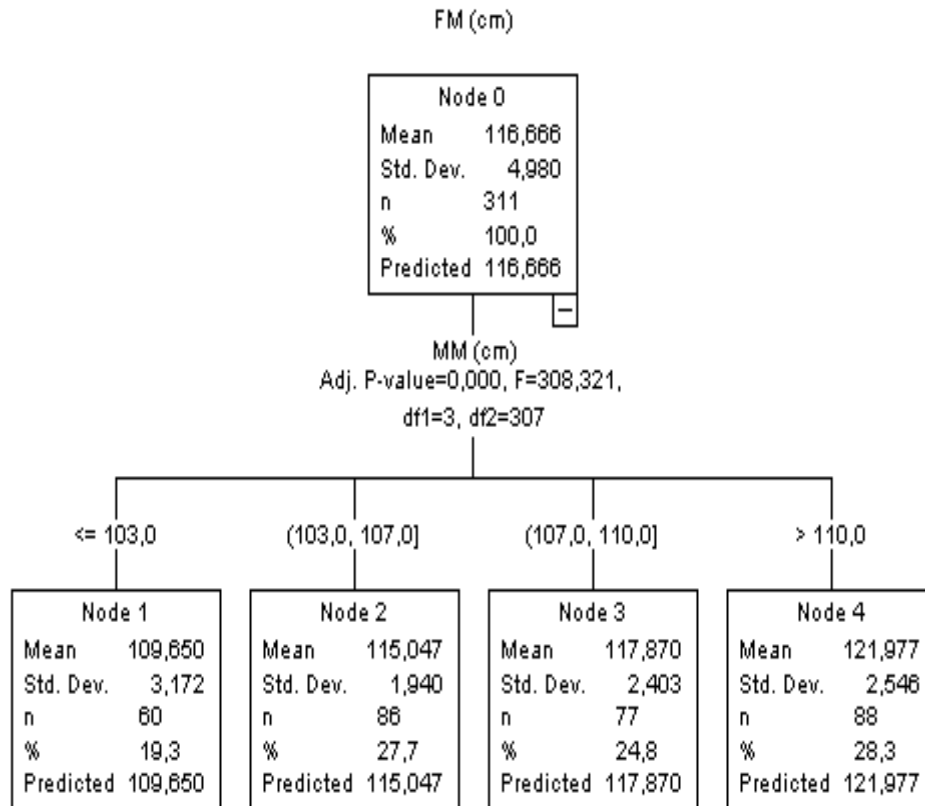 FM (cm)
Node 0
Mean 116,666
Std. Dev. 4,980
n 311
% 100,0
Predicted 116,666
MM (cm)
Adj. P-value=0,000, F=308,321,
df1=3, df2=307
<= 103,0
(103,0, 107,0]
(107,0, 110,0]
> 110,0
Node 1
Mean 109,650
Std. Dev. 3,172
n 60
% 19,3
Predicted 109,650
Node 2
Mean 115,047
Std. Dev. 1,940
n 86
% 27,7
Predicted 115,047
Node 3
Mean 117,870
Std. Dev. 2,403
n 77
% 24,8
Predicted 117,870
Node 4
Mean 121,977
Std. Dev. 2,546
n 88
% 28,3
Predicted 121,977